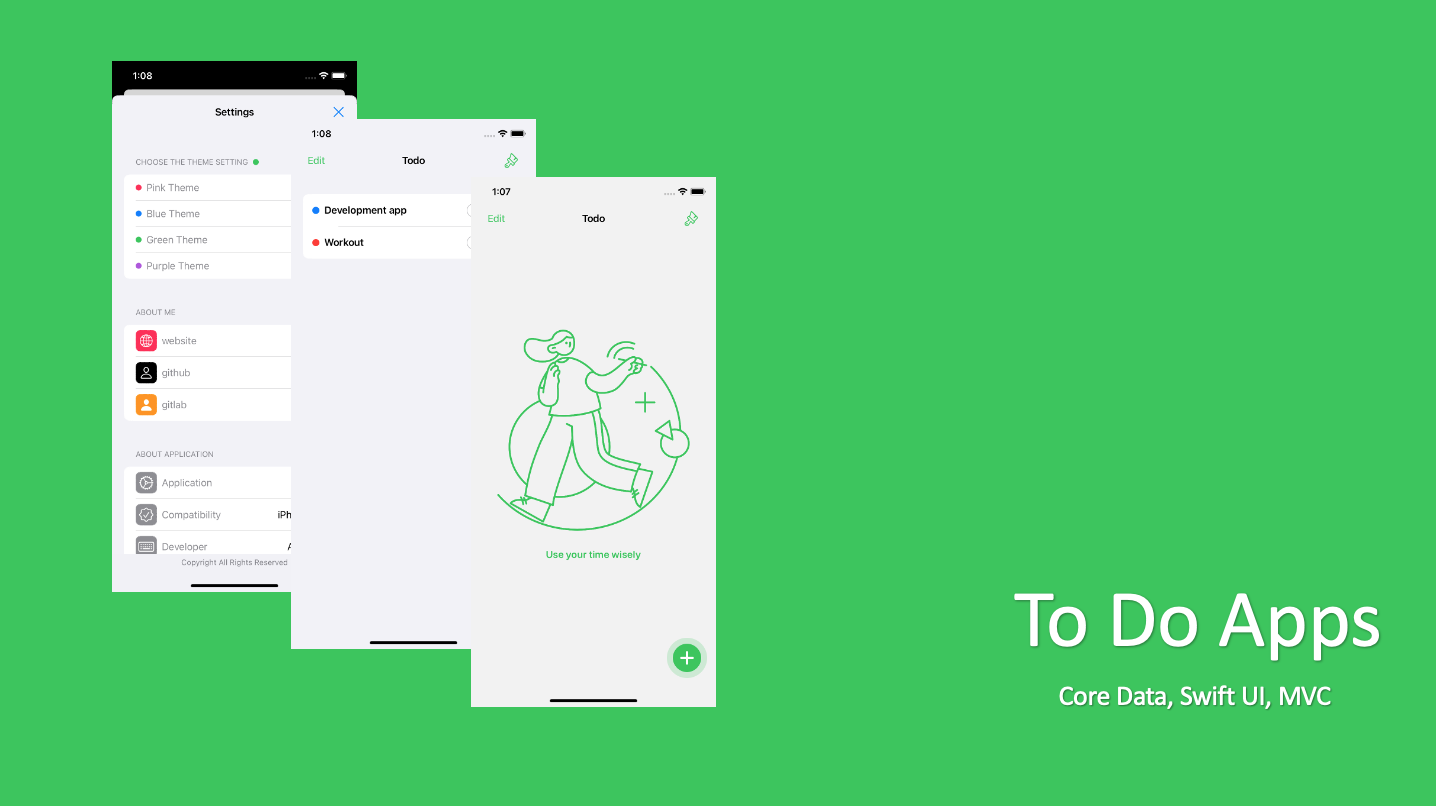 1:08
Settings
CHOOSE THE THEME SETTING
Pink Theme
Blue Theme
Green Theme
Purple Theme
ABOUT ME
website
github
gitlab
ABOUT APPLICATION
Application
Compatibility iPh
Developer A
Copyright All Rights Reserved
1:08
Edit Todo
Development app
Workout
1:07
Edit Todo
Use your time wisely
To Do Apps
Core Data, Swift UI, MVC